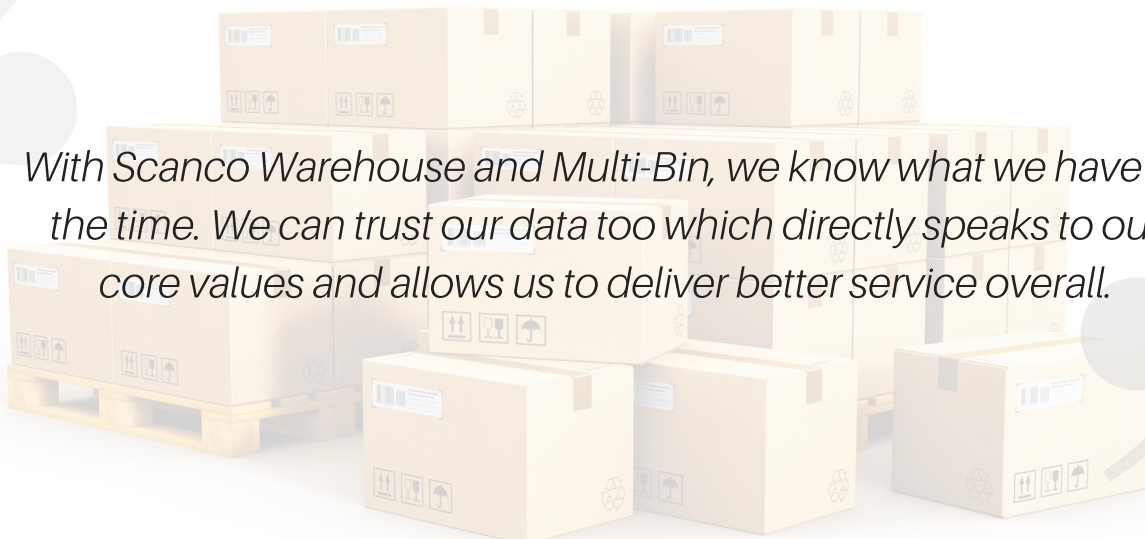 With Scanco Warehouse and Multi-Bin, we know what we have
the time. We can trust our data too which directly speaks to ou
core values and allows us to deliver better service overall.